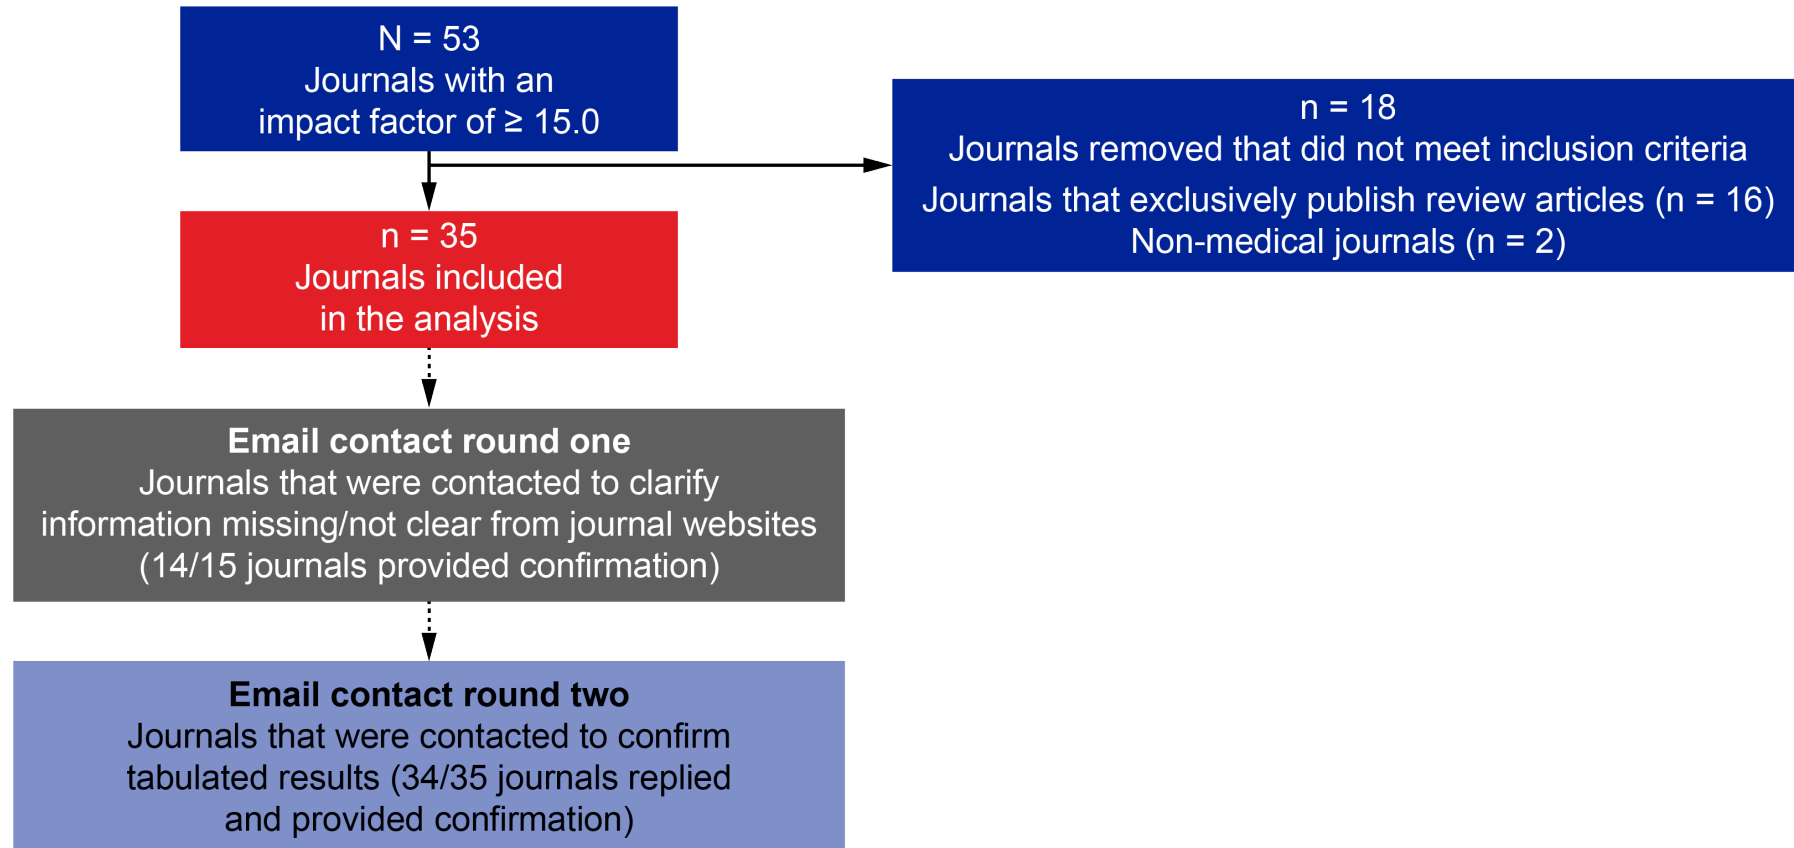 N = 53
Journals with an
impact factor of ≥ 15.0
n = 18
Journals removed that did not meet inclusion criteria
Journals that exclusively publish review articles (n = 16)
Non-medical journals (n = 2)
n = 35
Journals included
in the analysis
Email contact round one
Journals that were contacted to clarify
information missing/not clear from journal websites
(14/15 journals provided confirmation)
Email contact round two
Journals that were contacted to confirm
tabulated results (34/35 journals replied
and provided confirmation)